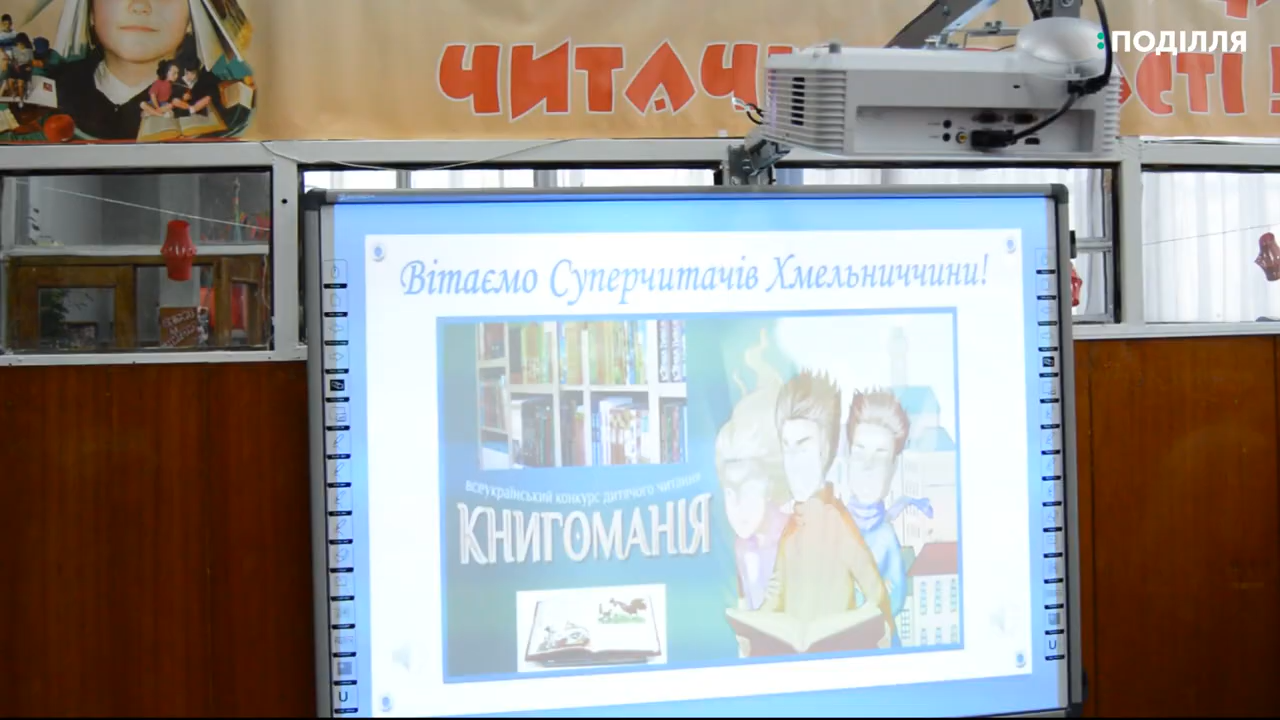 :ПОДІЛЛЯ
Вітаємо Суперчитачів Хмельниччини!
всеукраїнський конкурс дитячого читання
КНИГОМАНІЯ